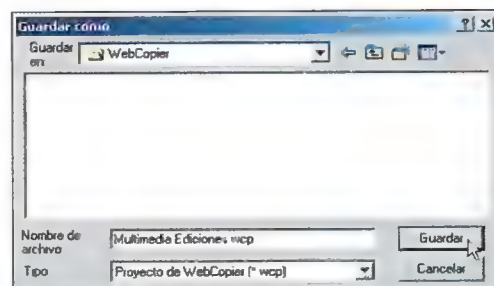 Guardar como
Guardar en:
WebCopier
Nombre de archivo
Multimedia Ediciones.wcp
Guardar
Tipo
Proyecto de WebCopier (*.wcp)
Cancelar